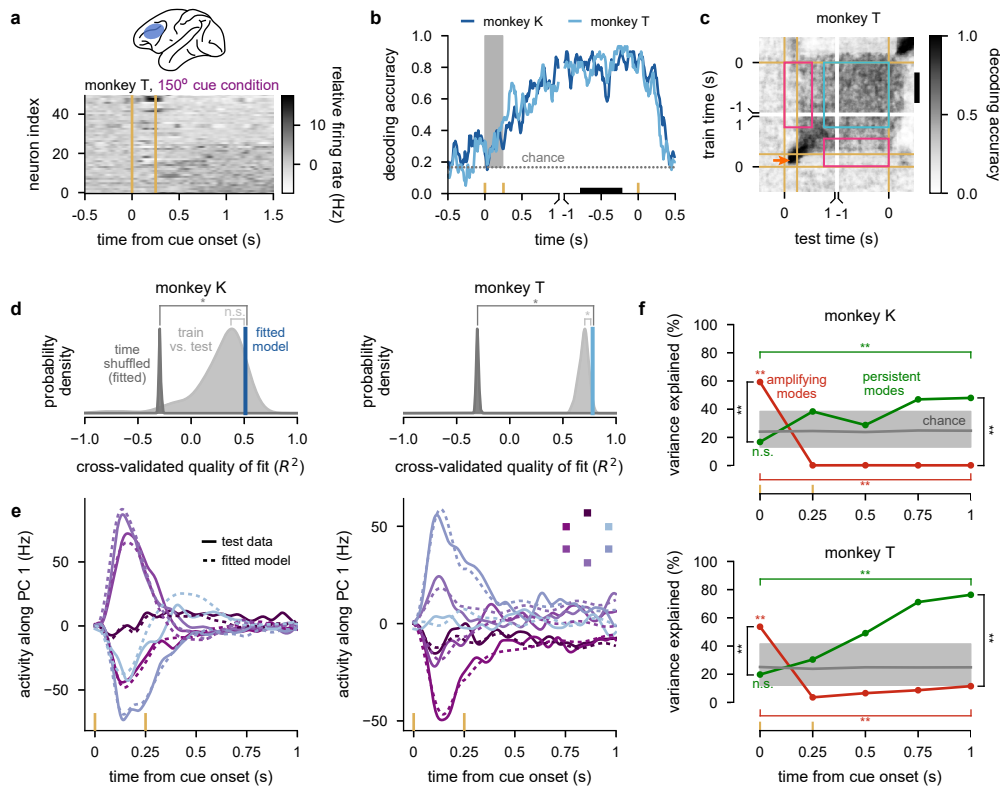 a
monkey T, 150° cue condition
neuron index
40
20
0
-0.5
0
0.5
1.0
1.5
time from cue onset (s)
10
0
relative firing rate (Hz)
b
monkey K
monkey T
decoding accuracy
1.0
0.8
0.6
0.4
0.2
0.0
chance
-0.5
0
0.5
1
-1
-0.5
0
0.5
time (s)
c
monkey T
train time (s)
0
-1
1
0
0
1
-1
0
test time (s)
1.0
0.5
0.0
decoding accuracy
d
monkey K
*
n.s.
time
shuffled
(fitted)
train
vs. test
fitted
model
probability
density
-1.0
-0.5
0.0
0.5
1.0
cross-validated quality of fit (R²)
monkey T
*
*
probability
density
-1.0
-0.5
0.0
0.5
1.0
cross-validated quality of fit (R²)
e
activity along PC 1 (Hz)
50
0
−50
test data
fitted model
0
0.25
0.5
0.75
1
time from cue onset (s)
activity along PC 1 (Hz)
50
0
−50
0
0.25
0.5
0.75
1
time from cue onset (s)
f
monkey K
variance explained (%)
100
80
60
40
20
0
**
**
amplifying
modes
persistent
modes
**
chance
**
n.s.
**
0
0.25
0.5
0.75
1
monkey T
variance explained (%)
100
80
60
40
20
0
**
**
**
**
n.s.
**
0
0.25
0.5
0.75
1
time from cue onset (s)